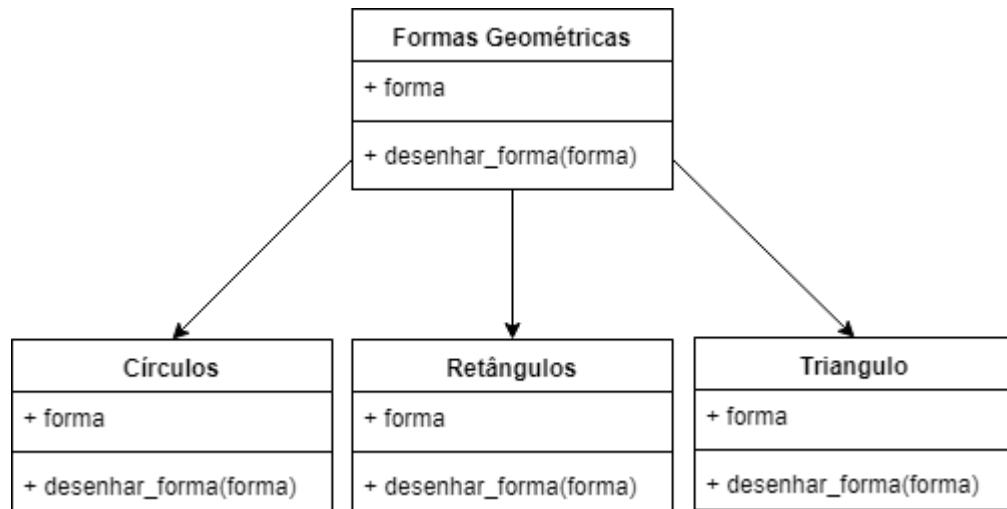 Formas Geométricas
+ forma
+ desenhar_forma(forma)
Círculos
+ forma
+ desenhar_forma(forma)
Retângulos
+ forma
+ desenhar_forma(forma)
Triangulo
+ forma
+ desenhar_forma(forma)